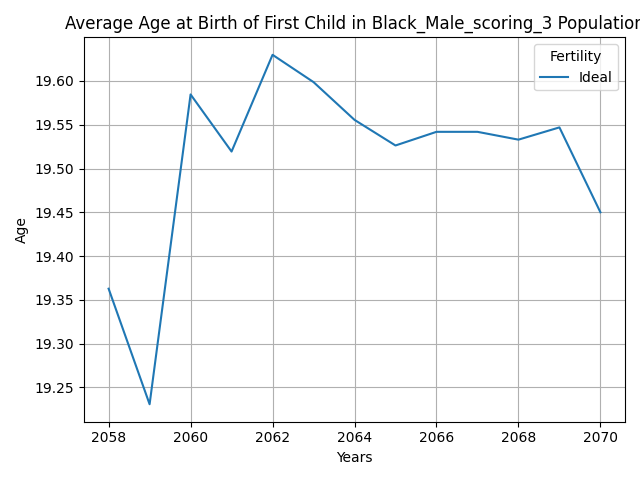 Average Age at Birth of First Child in Black_Male_scoring_3 Population
Fertility
Ideal
19.60
19.55
19.50
19.45
19.40
19.35
19.30
19.25
Age
2058 2060 2062 2064 2066 2068 2070
Years